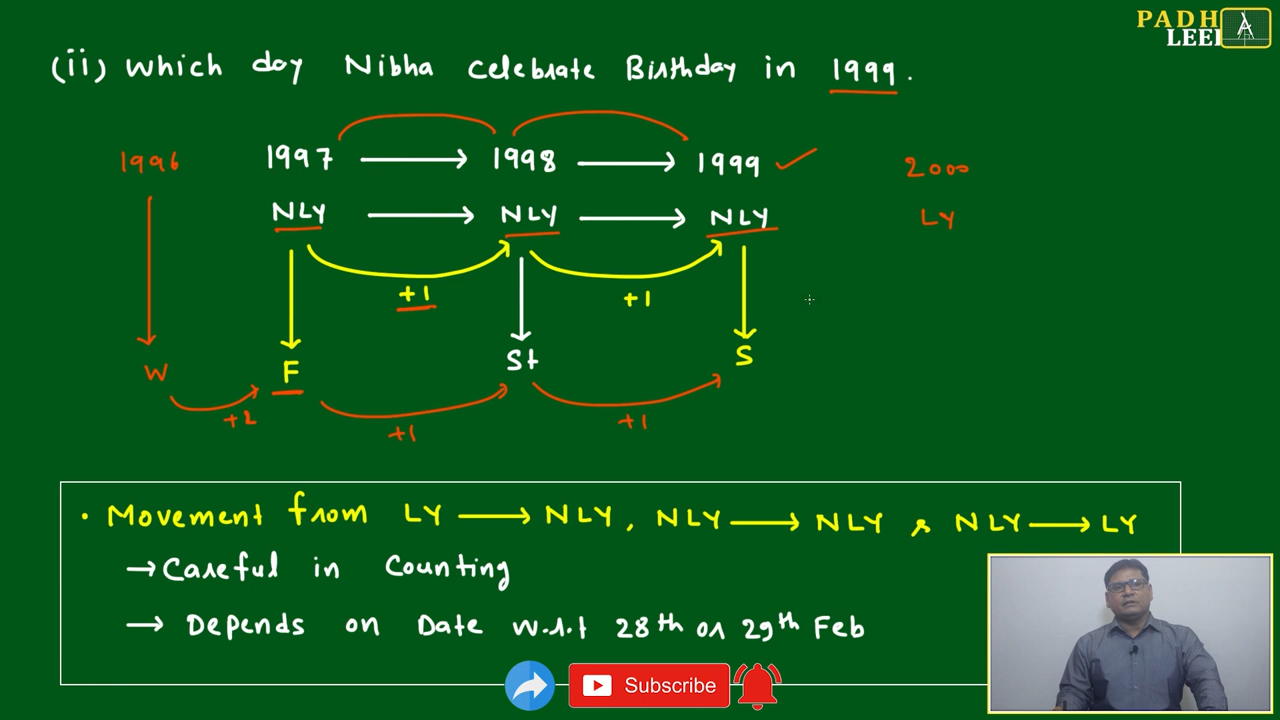 PADH
LEEI
(ii) Which day Nibha Celebrate Birthday in 1999.
1996 1997 → 1998 → 1999 ✓ 2000
NLY → NLY → NLY LY
+1 +1
W F St S
+2 +1 +1
• Movement from LY → NLY, NLY → NLY & NLY → LY
→ Careful in Counting
→ Depends on Date w.r.t 28th or 29th Feb
Subscribe